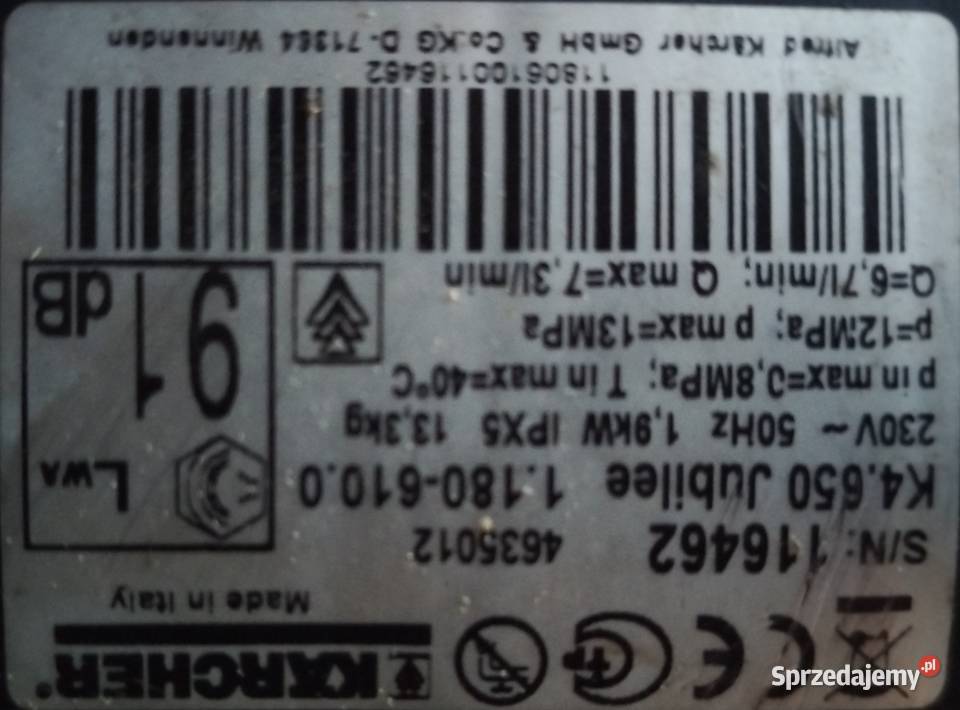 KÄRCHER®
Made in Italy
S/N: 116462 4635012
K4.650 Jubilee 1.180-610.0
230V ~ 50Hz 1,9kW IPX5 13,3kg
p in max=0,8MPa; T in max=40°C
p=12MPa; p max=13MPa
Q=6,7l/min; Q max=7,3l/min
LWA
91
dB
11806100116462
Alfred Kärcher GmbH & Co.KG D-71364 Winnenden
Sprzedajemy.pl